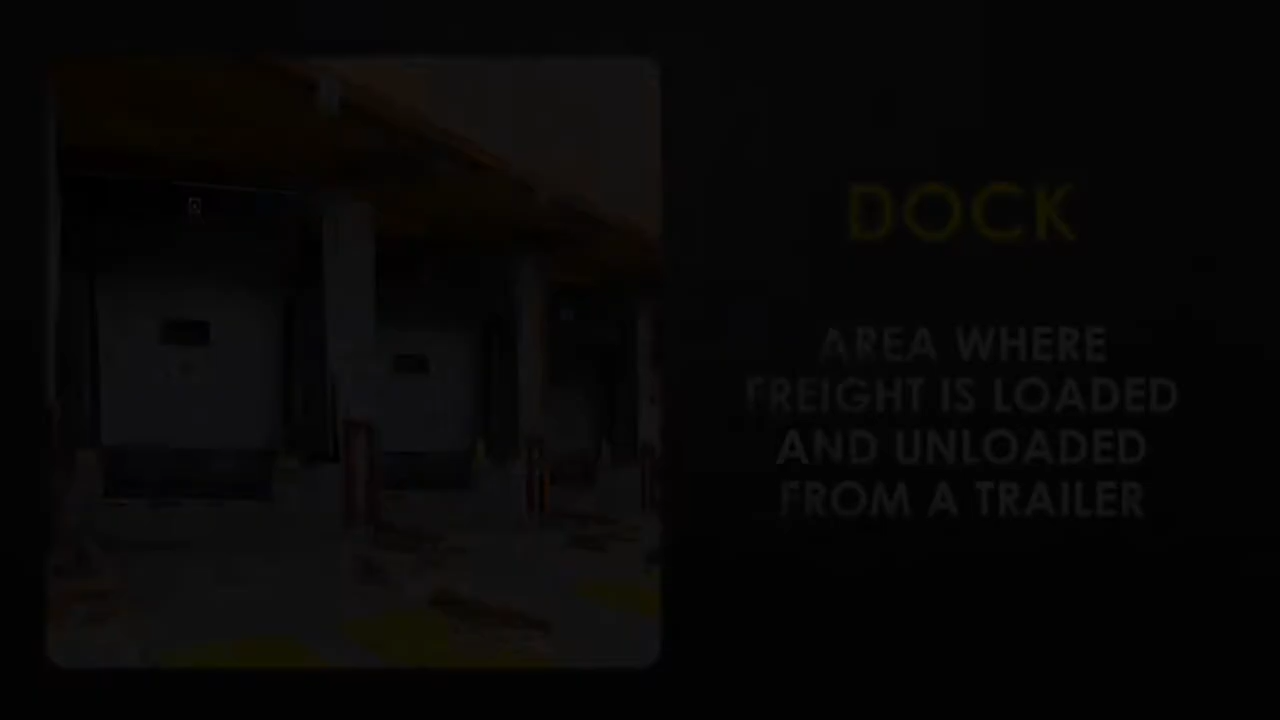 DOCK
AREA WHERE
FREIGHT IS LOADED
AND UNLOADED
FROM A TRAILER